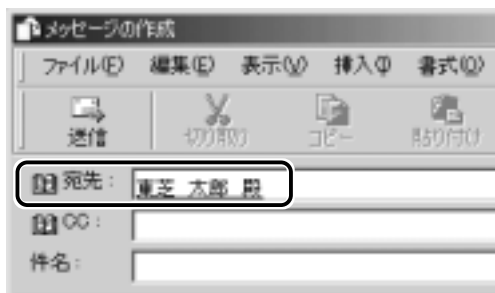 メッセージの作成
ファイル(F) 編集(E) 表示(V) 挿入(I) 書式(O)
送信 切り取り コピー 貼り付け
宛先: 東芝 太郎 殿
CC:
件名: